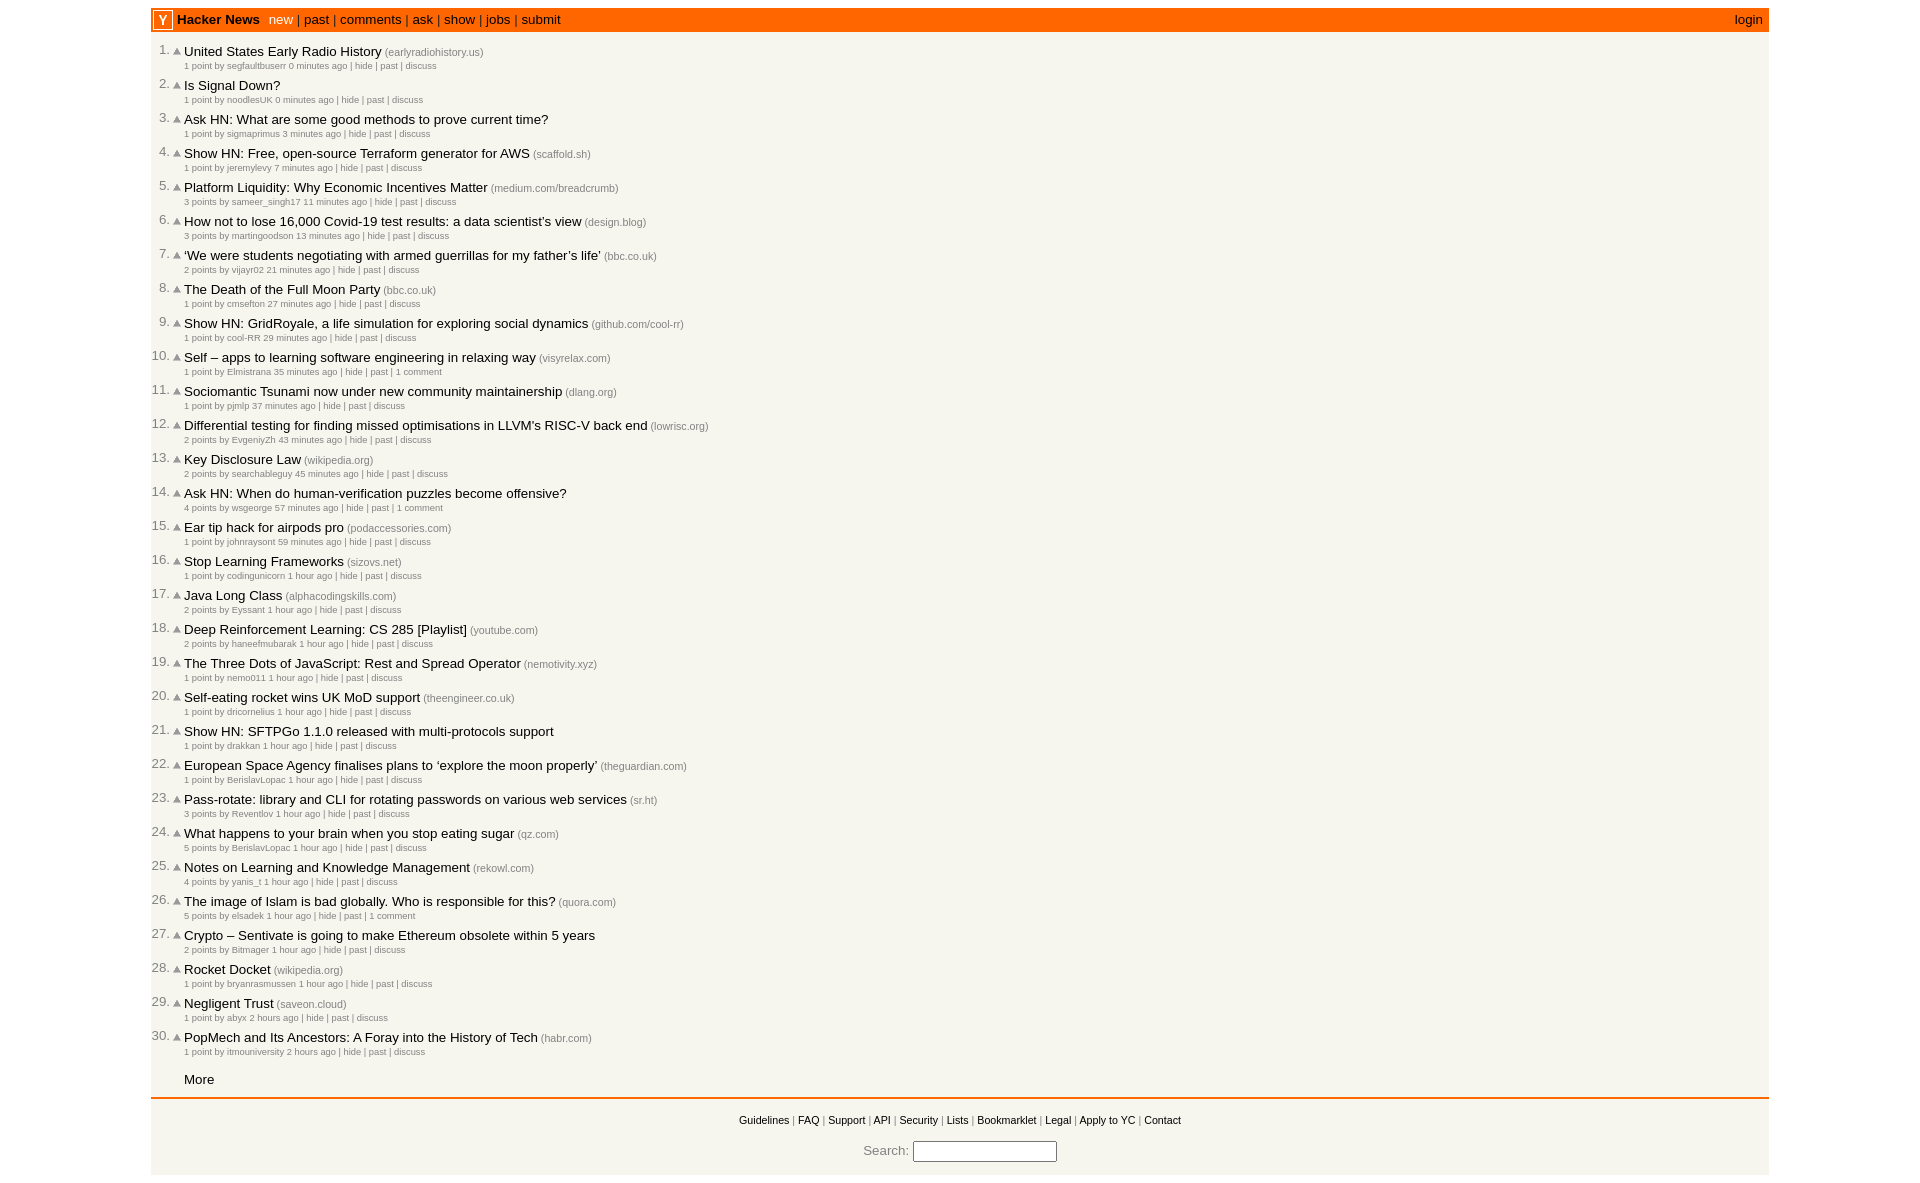 Y Hacker News new | past | comments | ask | show | jobs | submit login
1. United States Early Radio History (earlyradiohistory.us)
1 point by segfaultbuserr 0 minutes ago | hide | past | discuss
2. Is Signal Down?
1 point by noodlesUK 0 minutes ago | hide | past | discuss
3. Ask HN: What are some good methods to prove current time?
1 point by sigmaprimus 3 minutes ago | hide | past | discuss
4. Show HN: Free, open-source Terraform generator for AWS (scaffold.sh)
1 point by jeremylevy 7 minutes ago | hide | past | discuss
5. Platform Liquidity: Why Economic Incentives Matter (medium.com/breadcrumb)
3 points by sameer_singh17 11 minutes ago | hide | past | discuss
6. How not to lose 16,000 Covid-19 test results: a data scientist’s view (design.blog)
3 points by martingoodson 13 minutes ago | hide | past | discuss
7. ‘We were students negotiating with armed guerrillas for my father’s life’ (bbc.co.uk)
2 points by vijayr02 21 minutes ago | hide | past | discuss
8. The Death of the Full Moon Party (bbc.co.uk)
1 point by cmsefton 27 minutes ago | hide | past | discuss
9. Show HN: GridRoyale, a life simulation for exploring social dynamics (github.com/cool-rr)
1 point by cool-RR 29 minutes ago | hide | past | discuss
10. Self – apps to learning software engineering in relaxing way (visyrelax.com)
1 point by Elmistrana 35 minutes ago | hide | past | 1 comment
11. Sociomantic Tsunami now under new community maintainership (dlang.org)
1 point by pjmlp 37 minutes ago | hide | past | discuss
12. Differential testing for finding missed optimisations in LLVM's RISC-V back end (lowrisc.org)
2 points by EvgeniyZh 43 minutes ago | hide | past | discuss
13. Key Disclosure Law (wikipedia.org)
2 points by searchableguy 45 minutes ago | hide | past | discuss
14. Ask HN: When do human-verification puzzles become offensive?
4 points by wsgeorge 57 minutes ago | hide | past | 1 comment
15. Ear tip hack for airpods pro (podaccessories.com)
1 point by johnraysont 59 minutes ago | hide | past | discuss
16. Stop Learning Frameworks (sizovs.net)
1 point by codingunicorn 1 hour ago | hide | past | discuss
17. Java Long Class (alphacodingskills.com)
2 points by Eyssant 1 hour ago | hide | past | discuss
18. Deep Reinforcement Learning: CS 285 [Playlist] (youtube.com)
2 points by haneefmubarak 1 hour ago | hide | past | discuss
19. The Three Dots of JavaScript: Rest and Spread Operator (nemotivity.xyz)
1 point by nemo011 1 hour ago | hide | past | discuss
20. Self-eating rocket wins UK MoD support (theengineer.co.uk)
1 point by dricornelius 1 hour ago | hide | past | discuss
21. Show HN: SFTPGo 1.1.0 released with multi-protocols support
1 point by drakkan 1 hour ago | hide | past | discuss
22. European Space Agency finalises plans to ‘explore the moon properly’ (theguardian.com)
1 point by BerislavLopac 1 hour ago | hide | past | discuss
23. Pass-rotate: library and CLI for rotating passwords on various web services (sr.ht)
3 points by Reventlov 1 hour ago | hide | past | discuss
24. What happens to your brain when you stop eating sugar (qz.com)
5 points by BerislavLopac 1 hour ago | hide | past | discuss
25. Notes on Learning and Knowledge Management (rekowl.com)
4 points by yanis_t 1 hour ago | hide | past | discuss
26. The image of Islam is bad globally. Who is responsible for this? (quora.com)
5 points by elsadek 1 hour ago | hide | past | 1 comment
27. Crypto – Sentivate is going to make Ethereum obsolete within 5 years
2 points by Bitmager 1 hour ago | hide | past | discuss
28. Rocket Docket (wikipedia.org)
1 point by bryanrasmussen 1 hour ago | hide | past | discuss
29. Negligent Trust (saveon.cloud)
1 point by abyx 2 hours ago | hide | past | discuss
30. PopMech and Its Ancestors: A Foray into the History of Tech (habr.com)
1 point by itmouniversity 2 hours ago | hide | past | discuss
More
Guidelines | FAQ | Support | API | Security | Lists | Bookmarklet | Legal | Apply to YC | Contact
Search: